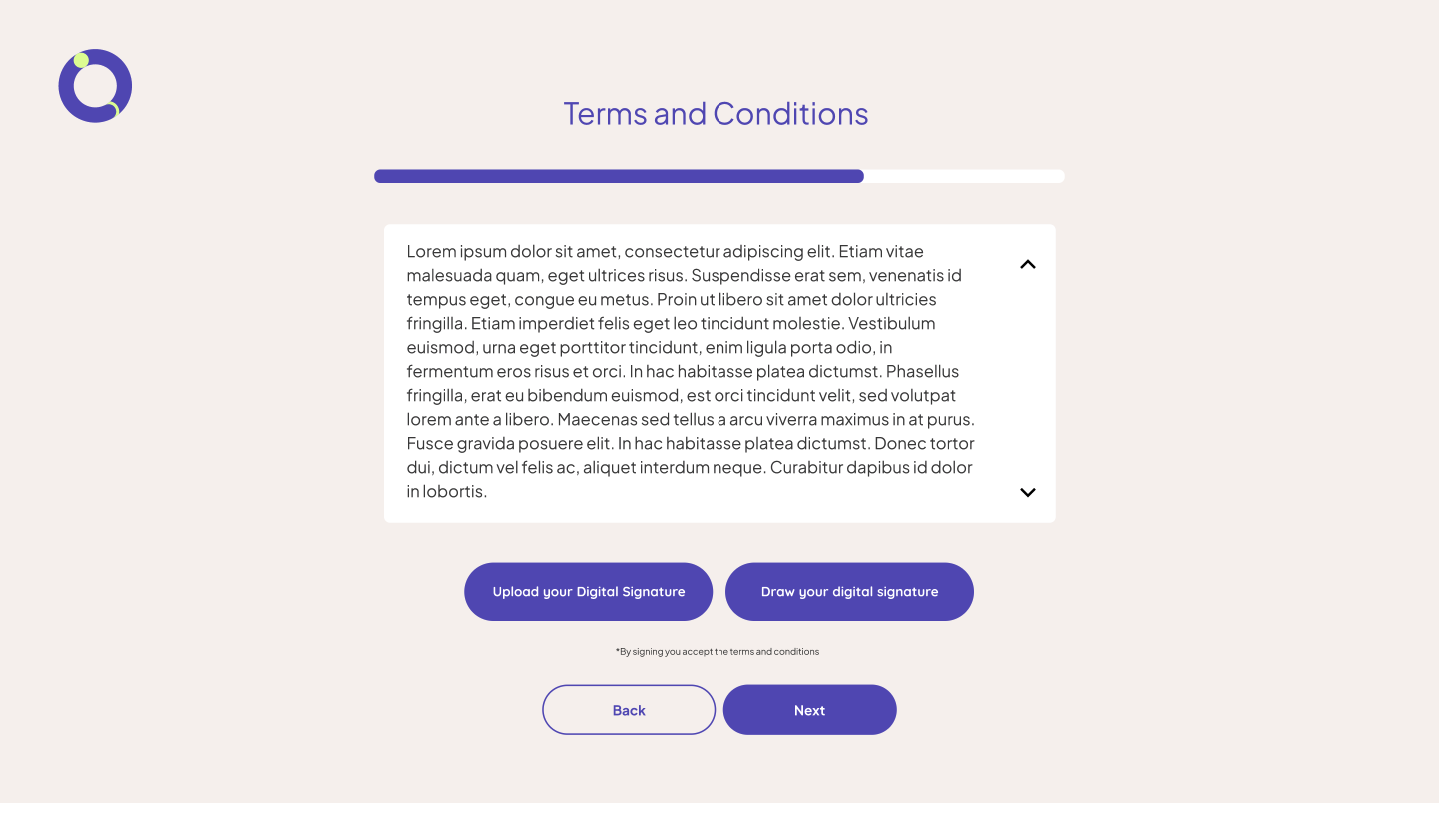 Terms and Conditions
Lorem ipsum dolor sit amet, consectetur adipiscing elit. Etiam vitae
malesuada quam, eget ultrices risus. Suspendisse erat sem, venenatis id
tempus eget, congue eu metus. Proin ut libero sit amet dolor ultricies
fringilla. Etiam imperdiet felis eget leo tincidunt molestie. Vestibulum
euismod, urna eget porttitor tincidunt, enim ligula porta odio, in
fermentum eros risus et orci. In hac habitasse platea dictumst. Phasellus
fringilla, erat eu bibendum euismod, est orci tincidunt velit, sed volutpat
lorem ante a libero. Maecenas sed tellus a arcu viverra maximus in at purus.
Fusce gravida posuere elit. In hac habitasse platea dictumst. Donec tortor
dui, dictum vel felis ac, aliquet interdum neque. Curabitur dapibus id dolor
in lobortis.
Upload your Digital Signature
Draw your digital signature
*By signing you accept the terms and conditions
Back
Next